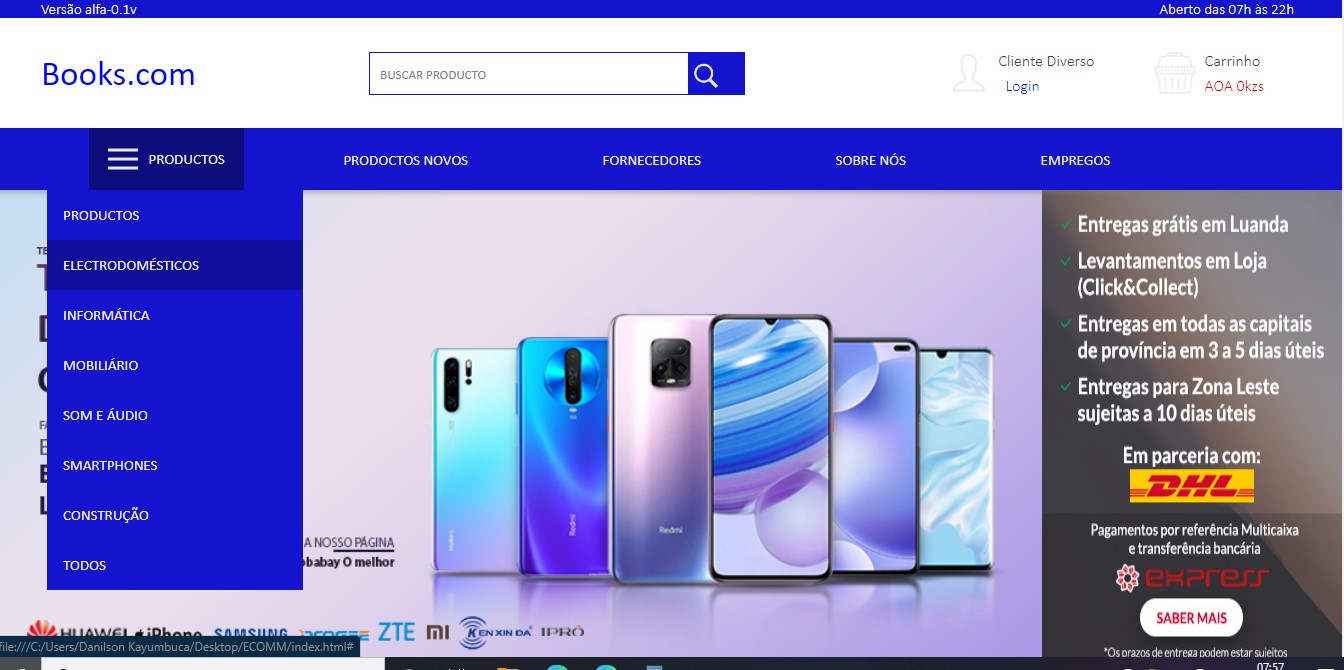 Versão alfa-0.1v
Aberto das 07h às 22h
Books.com
BUSCAR PRODUCTO
Cliente Diverso
Login
Carrinho
AOA 0kzs
PRODUCTOS
PRODOCTOS NOVOS
FORNECEDORES
SOBRE NÓS
EMPREGOS
PRODUCTOS
ELECTRODOMÉSTICOS
INFORMÁTICA
MOBILIÁRIO
SOM E ÁUDIO
SMARTPHONES
CONSTRUÇÃO
TODOS
A NOSSO PÁGINA
obabay O melhor
Redmi
Redmi
HUAWEI
iPhone
SAMSUNG
ZTE
MI
KENXINDA
IPRO
Entregas grátis em Luanda
Levantamentos em Loja
(Click&Collect)
Entregas em todas as capitais
de província em 3 a 5 dias úteis
Entregas para Zona Leste
sujeitas a 10 dias úteis
Em parceria com:
DHL
Pagamentos por referência Multicaixa
e transferência bancária
express
SABER MAIS
*Os prazos de entrega podem estar sujeitos
file:///C:/Users/Danilson Kayumbuca/Desktop/ECOMM/index.html#
07:57